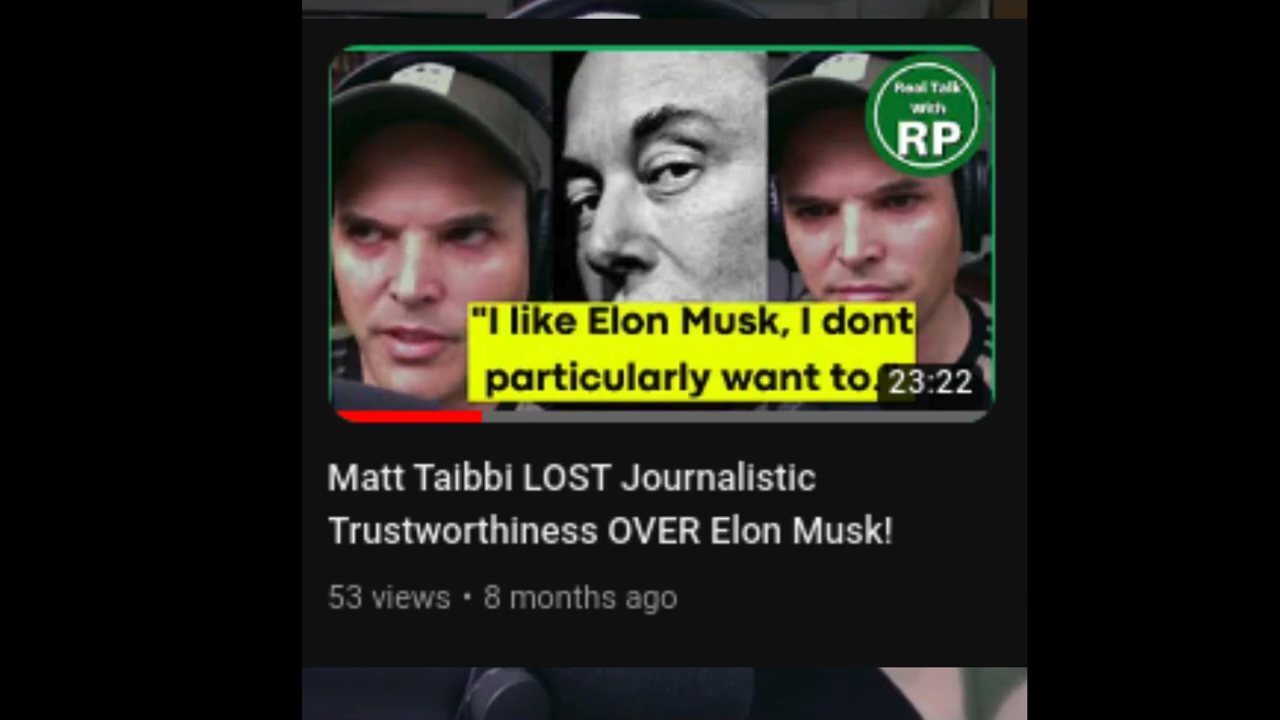 Real Talk
With
RP
"I like Elon Musk, I dont
particularly want to.
23:22
Matt Taibbi LOST Journalistic
Trustworthiness OVER Elon Musk!
53 views • 8 months ago